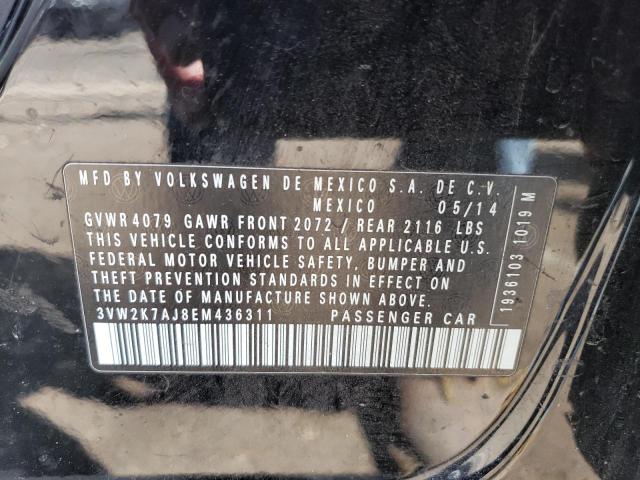 MFD BY VOLKSWAGEN DE MEXICO S.A. DE C.V.
MEXICO 05/14
GVWR 4079 GAWR FRONT 2072 / REAR 2116 LBS
THIS VEHICLE CONFORMS TO ALL APPLICABLE U.S.
FEDERAL MOTOR VEHICLE SAFETY, BUMPER AND
THEFT PREVENTION STANDARDS IN EFFECT ON
THE DATE OF MANUFACTURE SHOWN ABOVE.
3VW2K7AJ8EM436311 PASSENGER CAR
1936103 1019 M